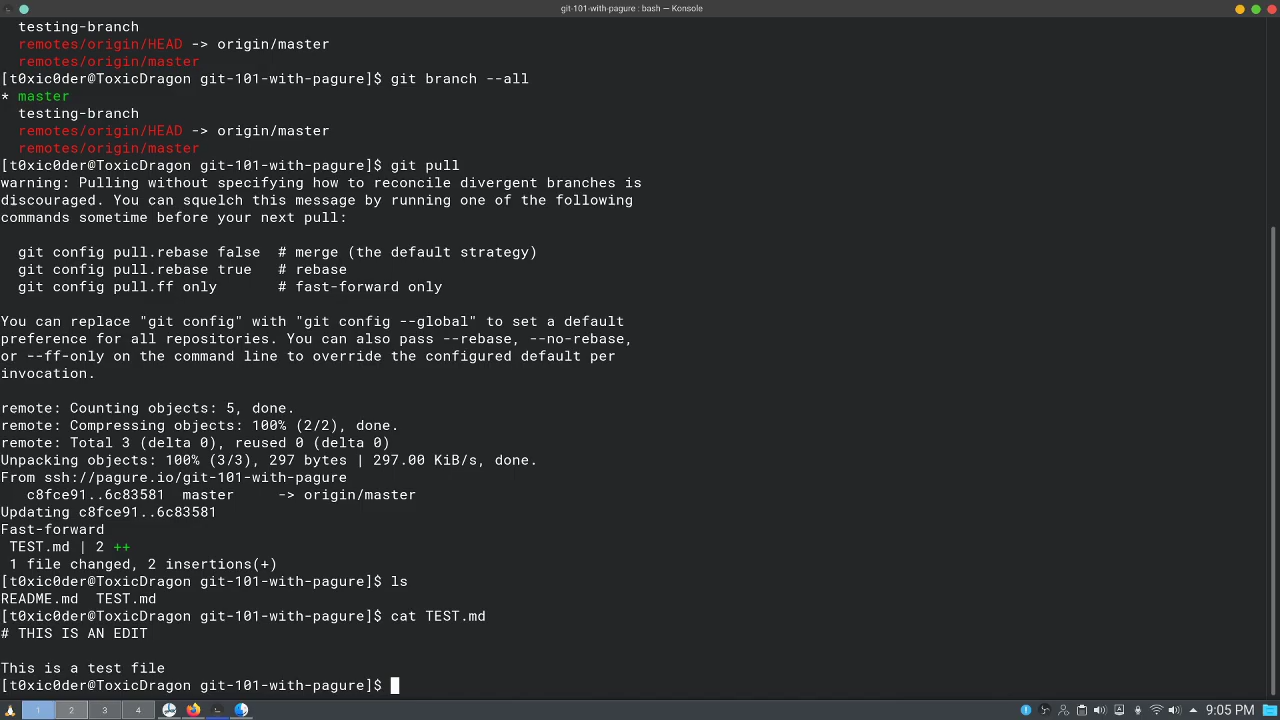 git-101-with-pagure : bash — Konsole
testing-branch
remotes/origin/HEAD -> origin/master
remotes/origin/master
[t0xic0der@ToxicDragon git-101-with-pagure]$ git branch --all
* master
testing-branch
remotes/origin/HEAD -> origin/master
remotes/origin/master
[t0xic0der@ToxicDragon git-101-with-pagure]$ git pull
warning: Pulling without specifying how to reconcile divergent branches is
discouraged. You can squelch this message by running one of the following
commands sometime before your next pull:
git config pull.rebase false  # merge (the default strategy)
git config pull.rebase true   # rebase
git config pull.ff only       # fast-forward only
You can replace "git config" with "git config --global" to set a default
preference for all repositories. You can also pass --rebase, --no-rebase,
or --ff-only on the command line to override the configured default per
invocation.
remote: Counting objects: 5, done.
remote: Compressing objects: 100% (2/2), done.
remote: Total 3 (delta 0), reused 0 (delta 0)
Unpacking objects: 100% (3/3), 297 bytes | 297.00 KiB/s, done.
From ssh://pagure.io/git-101-with-pagure
c8fce91..6c83581  master     -> origin/master
Updating c8fce91..6c83581
Fast-forward
TEST.md | 2 ++
1 file changed, 2 insertions(+)
[t0xic0der@ToxicDragon git-101-with-pagure]$ ls
README.md  TEST.md
[t0xic0der@ToxicDragon git-101-with-pagure]$ cat TEST.md
# THIS IS AN EDIT
This is a test file
[t0xic0der@ToxicDragon git-101-with-pagure]$
1 2 3 4 9:05 PM